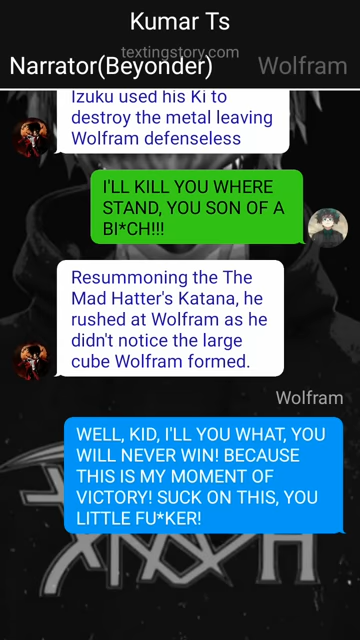 Kumar Ts
textingstory.com
Narrator(Beyonder) Wolfram
Izuku used his Ki to
destroy the metal leaving
Wolfram defenseless
I'LL KILL YOU WHERE
STAND, YOU SON OF A
BI*CH!!!
Resummoning the The
Mad Hatter's Katana, he
rushed at Wolfram as he
didn't notice the large
cube Wolfram formed.
Wolfram
WELL, KID, I'LL YOU WHAT, YOU
WILL NEVER WIN! BECAUSE
THIS IS MY MOMENT OF
VICTORY! SUCK ON THIS, YOU
LITTLE FU*KER!